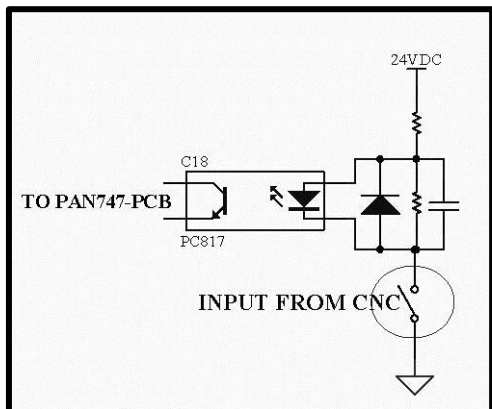 24VDC
C18
TO PAN747-PCB
PC817
INPUT FROM CNC